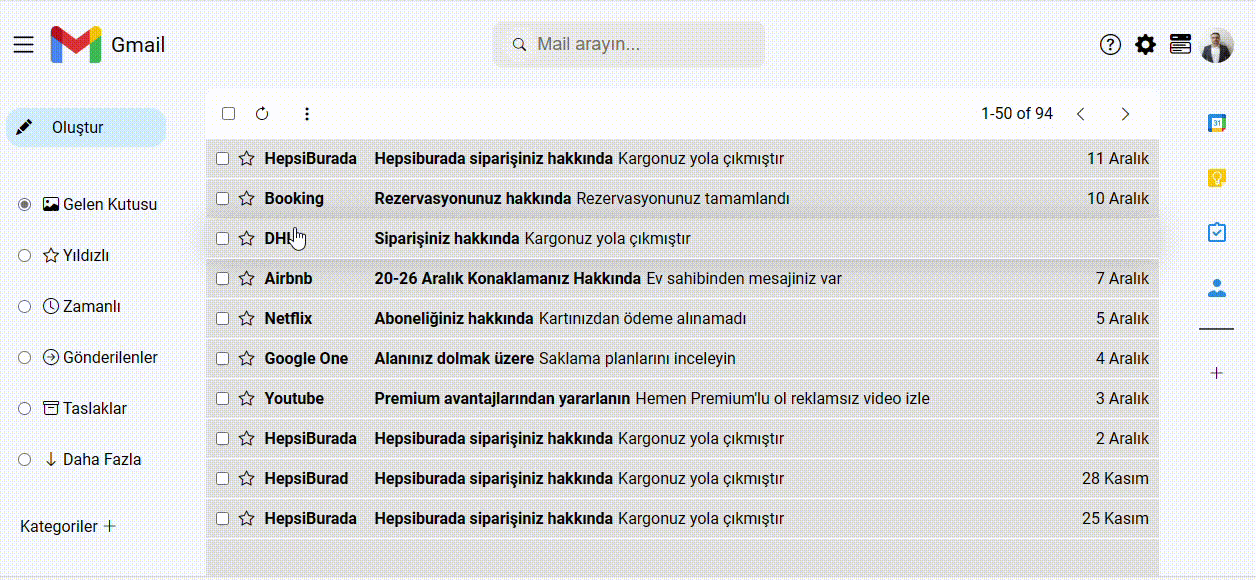 Gmail
Mail arayın...
Oluştur
1-50 of 94
Gelen Kutusu
Yıldızlı
Zamanlı
Gönderilenler
Taslaklar
Daha Fazla
Kategoriler +
HepsiBurada Hepsiburada siparişiniz hakkında Kargonuz yola çıkmıştır 11 Aralık
Booking Rezervasyonunuz hakkında Rezervasyonunuz tamamlandı 10 Aralık
Siparişiniz hakkında Kargonuz yola çıkmıştır
Airbnb 20-26 Aralık Konaklamanız Hakkında Ev sahibinden mesajiniz var 7 Aralık
Netflix Aboneliğiniz hakkında Kartınızdan ödeme alınamadı 5 Aralık
Google One Alanınız dolmak üzere Saklama planlarını inceleyin 4 Aralık
Youtube Premium avantajlarından yararlanın Hemen Premium'lu ol reklamsız video izle 3 Aralık
HepsiBurada Hepsiburada siparişiniz hakkında Kargonuz yola çıkmıştır 2 Aralık
HepsiBurad Hepsiburada siparişiniz hakkında Kargonuz yola çıkmıştır 28 Kasım
HepsiBurada Hepsiburada siparişiniz hakkında Kargonuz yola çıkmıştır 25 Kasım
31